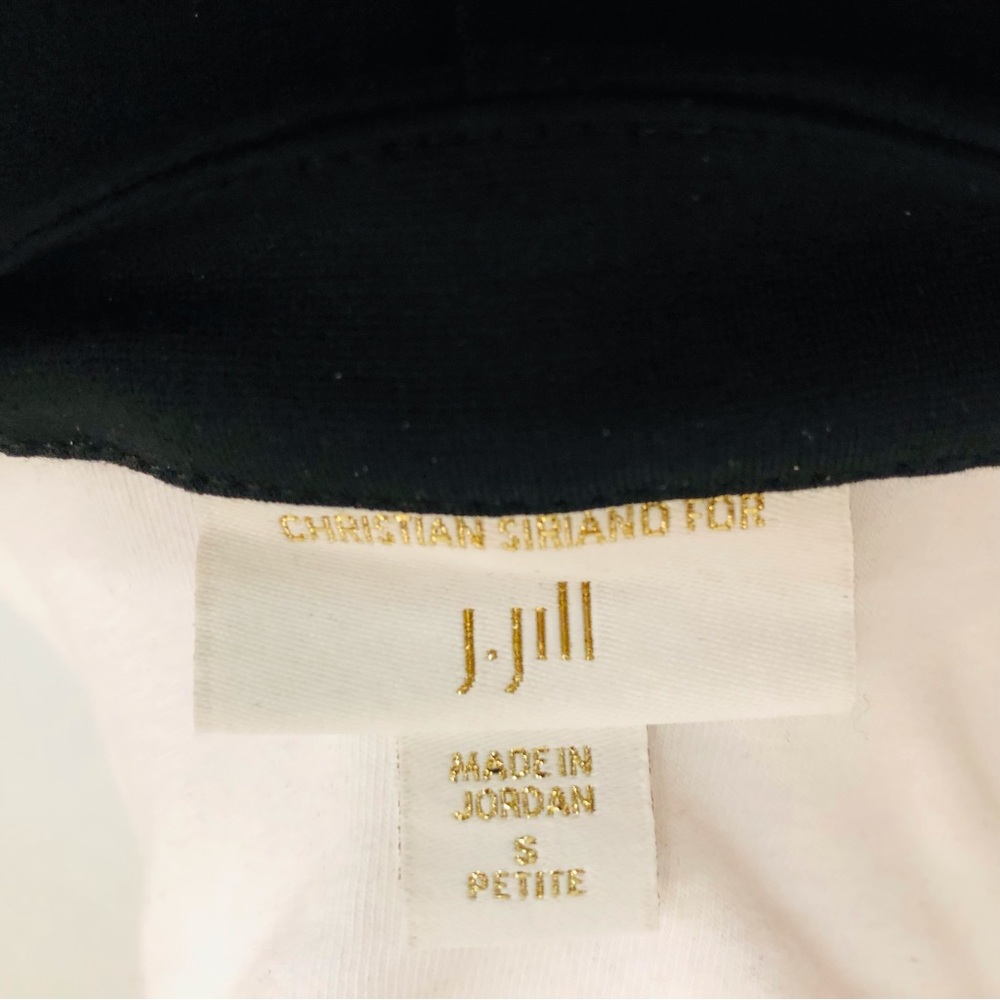 CHRISTIAN SIRIANO FOR
J.Jill
MADE IN
JORDAN
S
PETITE